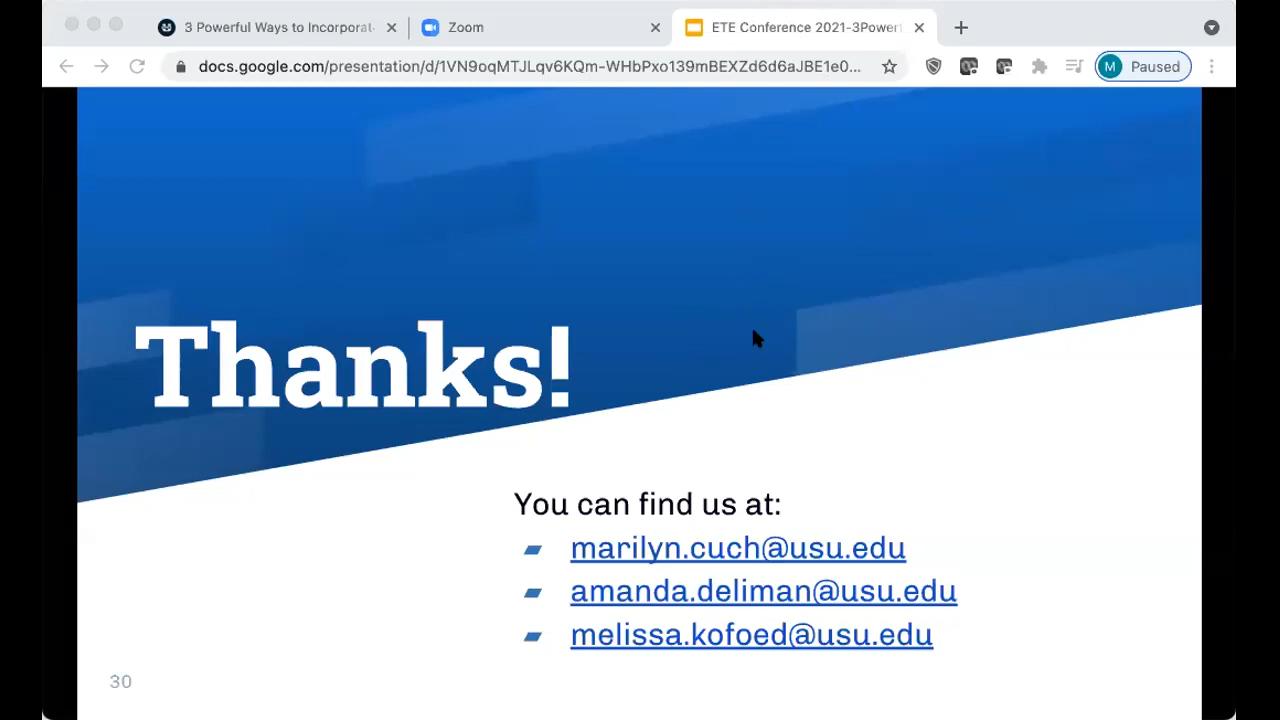 3 Powerful Ways to Incorporat
Zoom
ETE Conference 2021-3Powerf
docs.google.com/presentation/d/1VN9oqMTJLqv6KQm-WHbPxo139mBEXZd6d6aJBE1e0...
M
Paused
Thanks!
You can find us at:
marilyn.cuch@usu.edu
amanda.deliman@usu.edu
melissa.kofoed@usu.edu
30